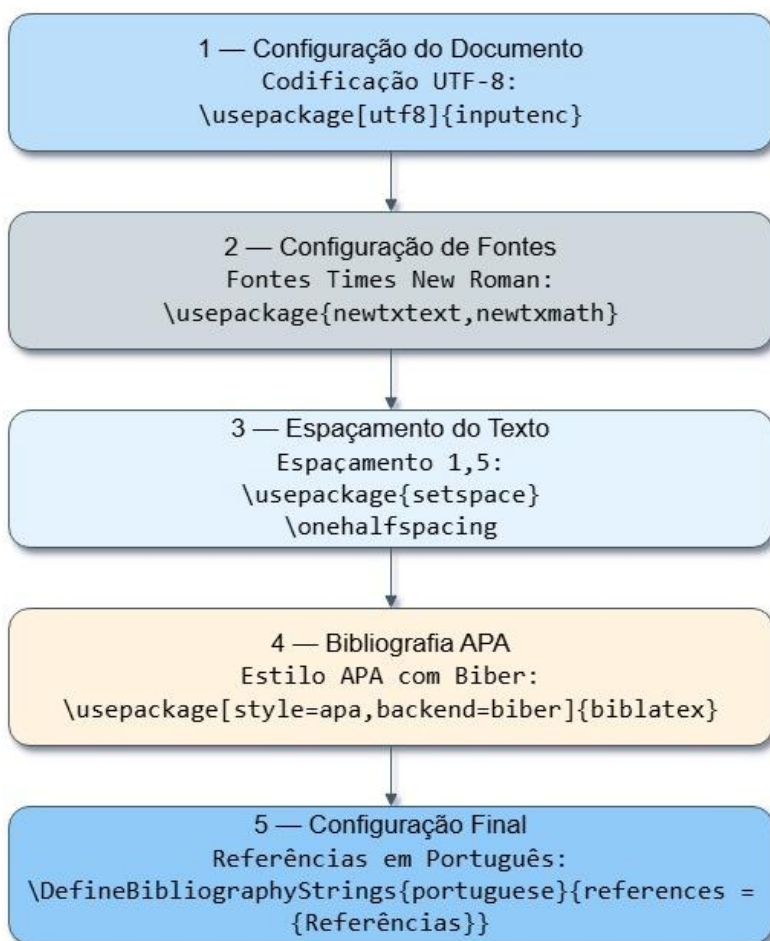 1 — Configuração do Documento
Codificação UTF-8:
\usepackage[utf8]{inputenc}
2 — Configuração de Fontes
Fontes Times New Roman:
\usepackage{newtxtext,newtxmath}
3 — Espaçamento do Texto
Espaçamento 1,5:
\usepackage{setspace}
\onehalfspacing
4 — Bibliografia APA
Estilo APA com Biber:
\usepackage[style=apa,backend=biber]{biblatex}
5 — Configuração Final
Referências em Português:
\DefineBibliographyStrings{portuguese}{references =
{Referências}}